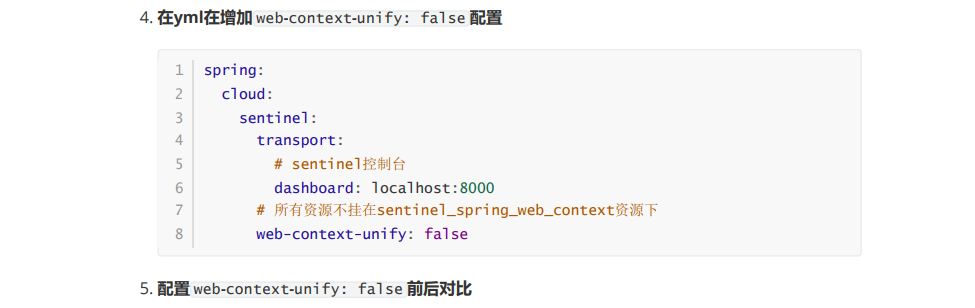 4. 在yml在增加 web-context-unify: false 配置
1 spring:
2   cloud:
3     sentinel:
4       transport:
5         # sentinel控制台
6         dashboard: localhost:8000
7       # 所有资源不挂在sentinel_spring_web_context资源下
8       web-context-unify: false
5. 配置 web-context-unify: false 前后对比